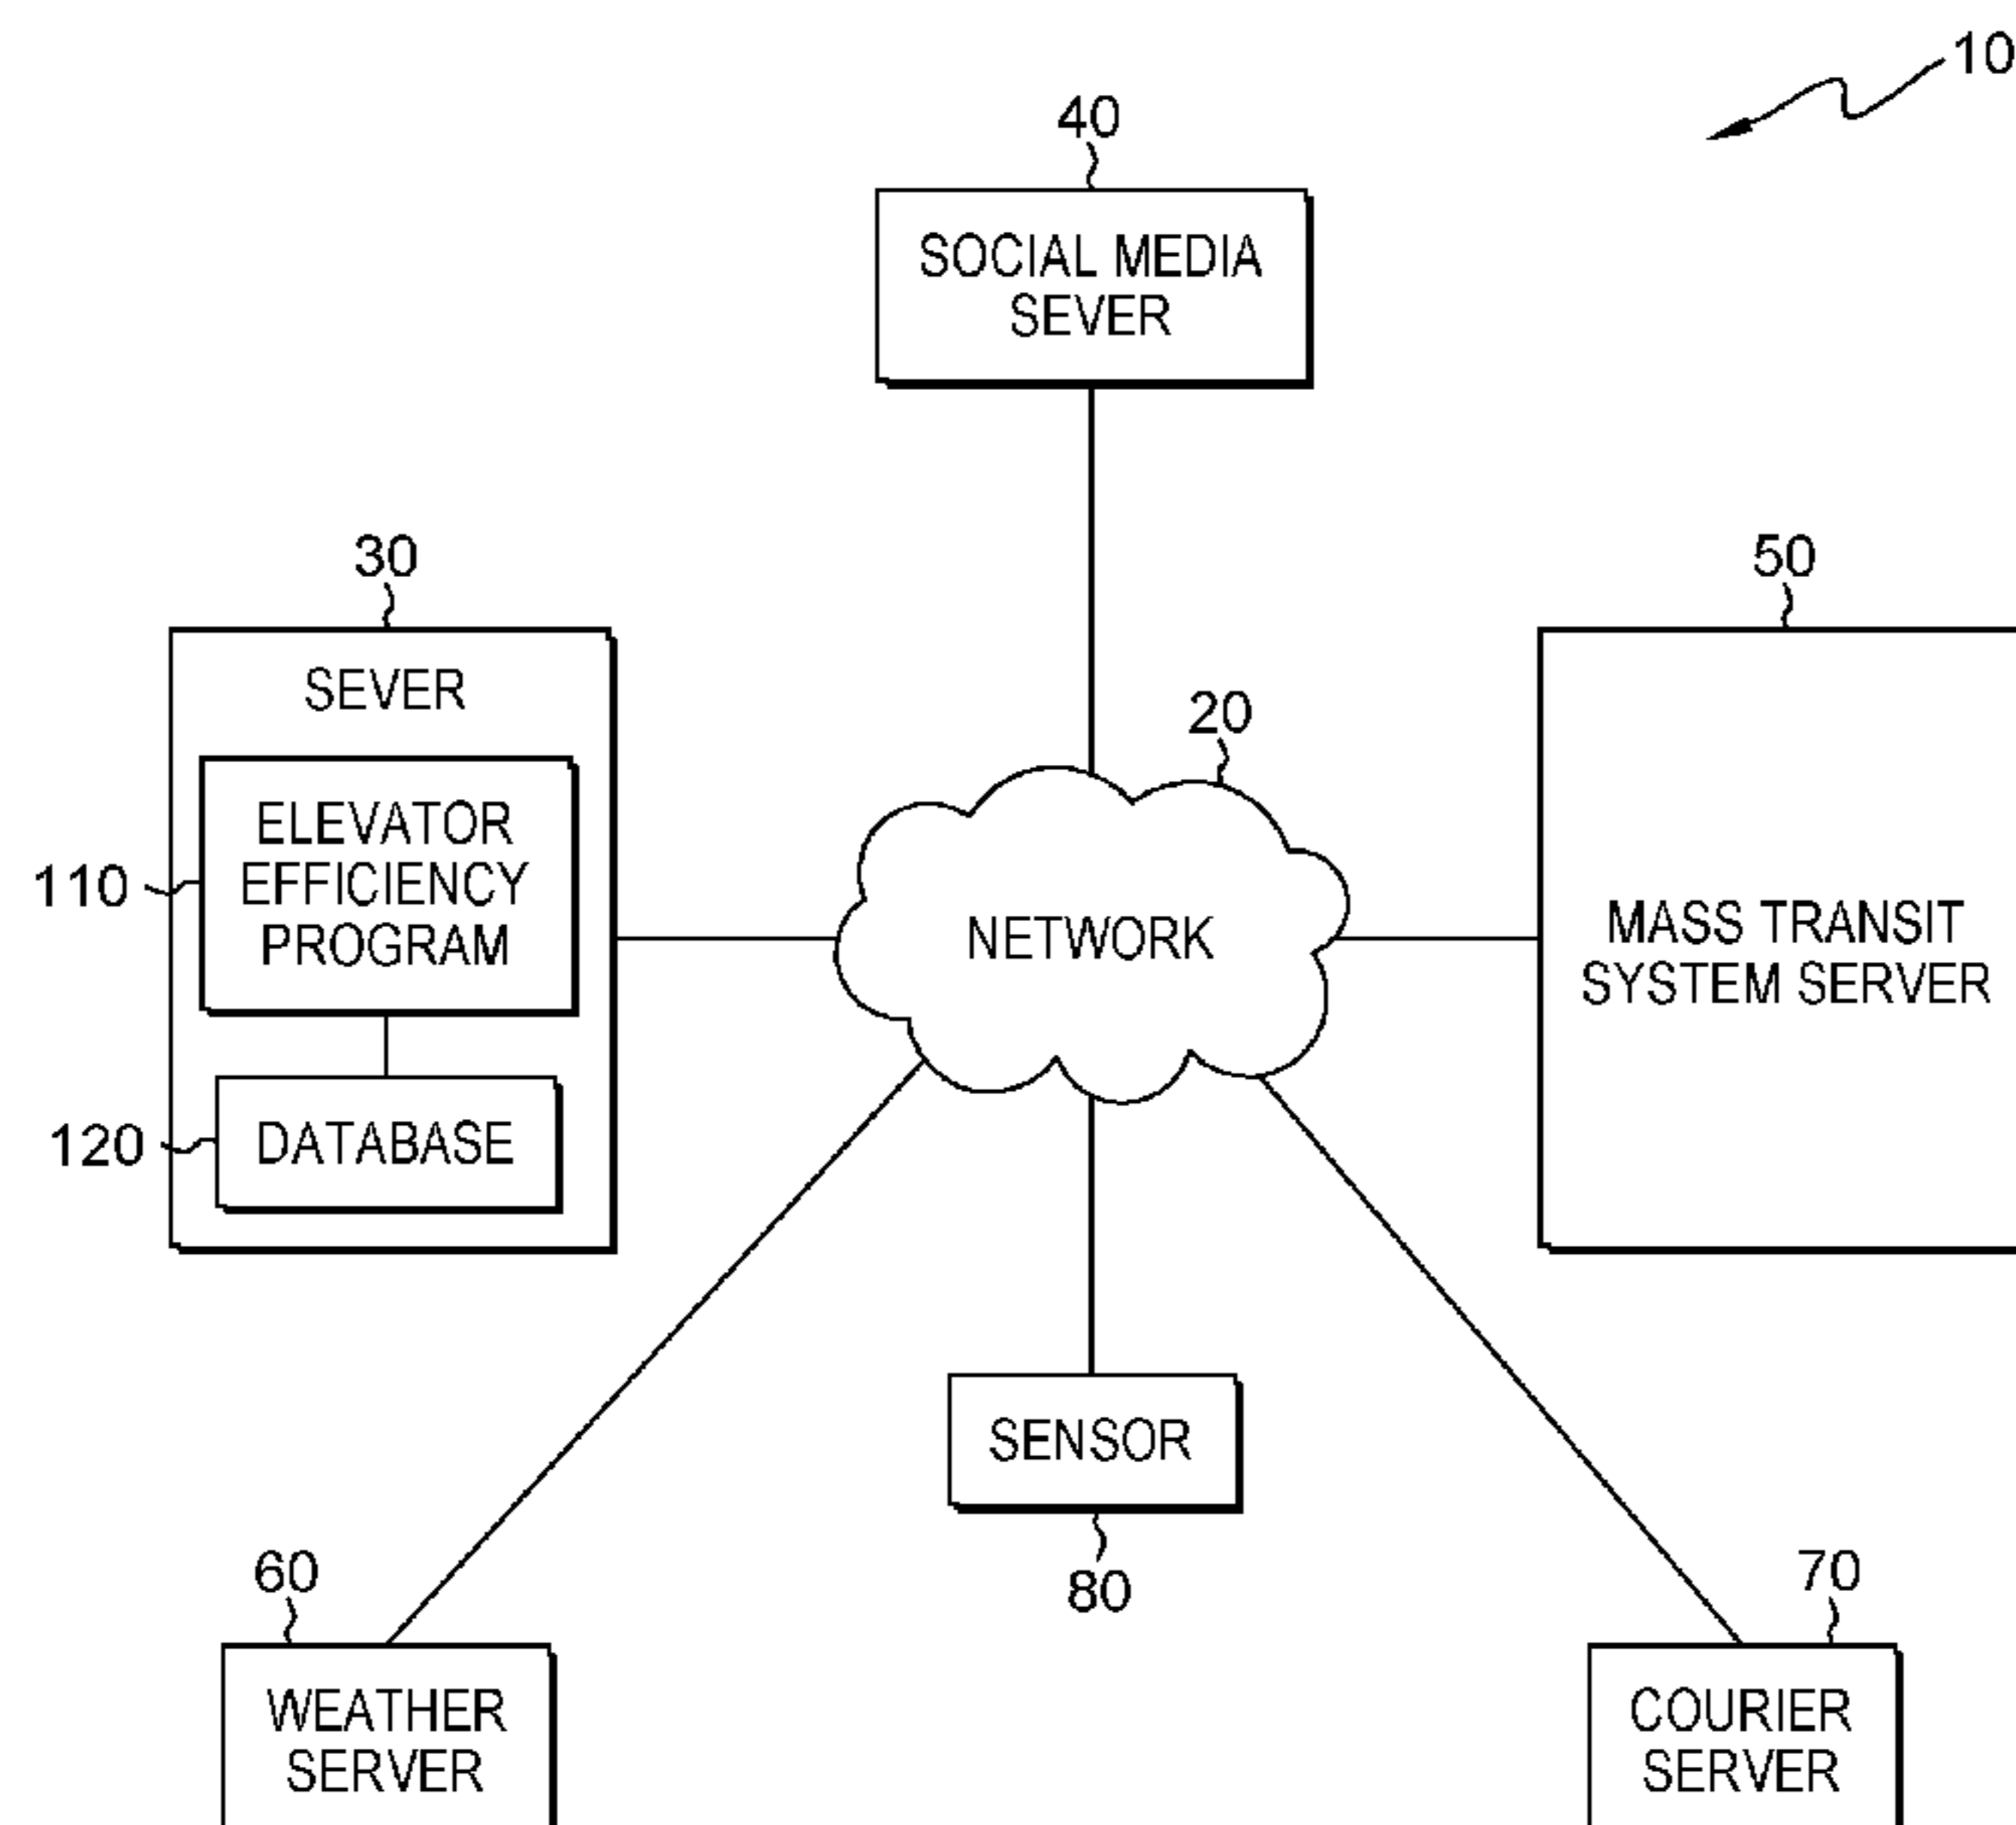 10
40
SOCIAL MEDIA
SEVER
30
SEVER
110
ELEVATOR
EFFICIENCY
PROGRAM
120
DATABASE
20
NETWORK
50
MASS TRANSIT
SYSTEM SERVER
SENSOR
80
60
WEATHER
SERVER
70
COURIER
SERVER